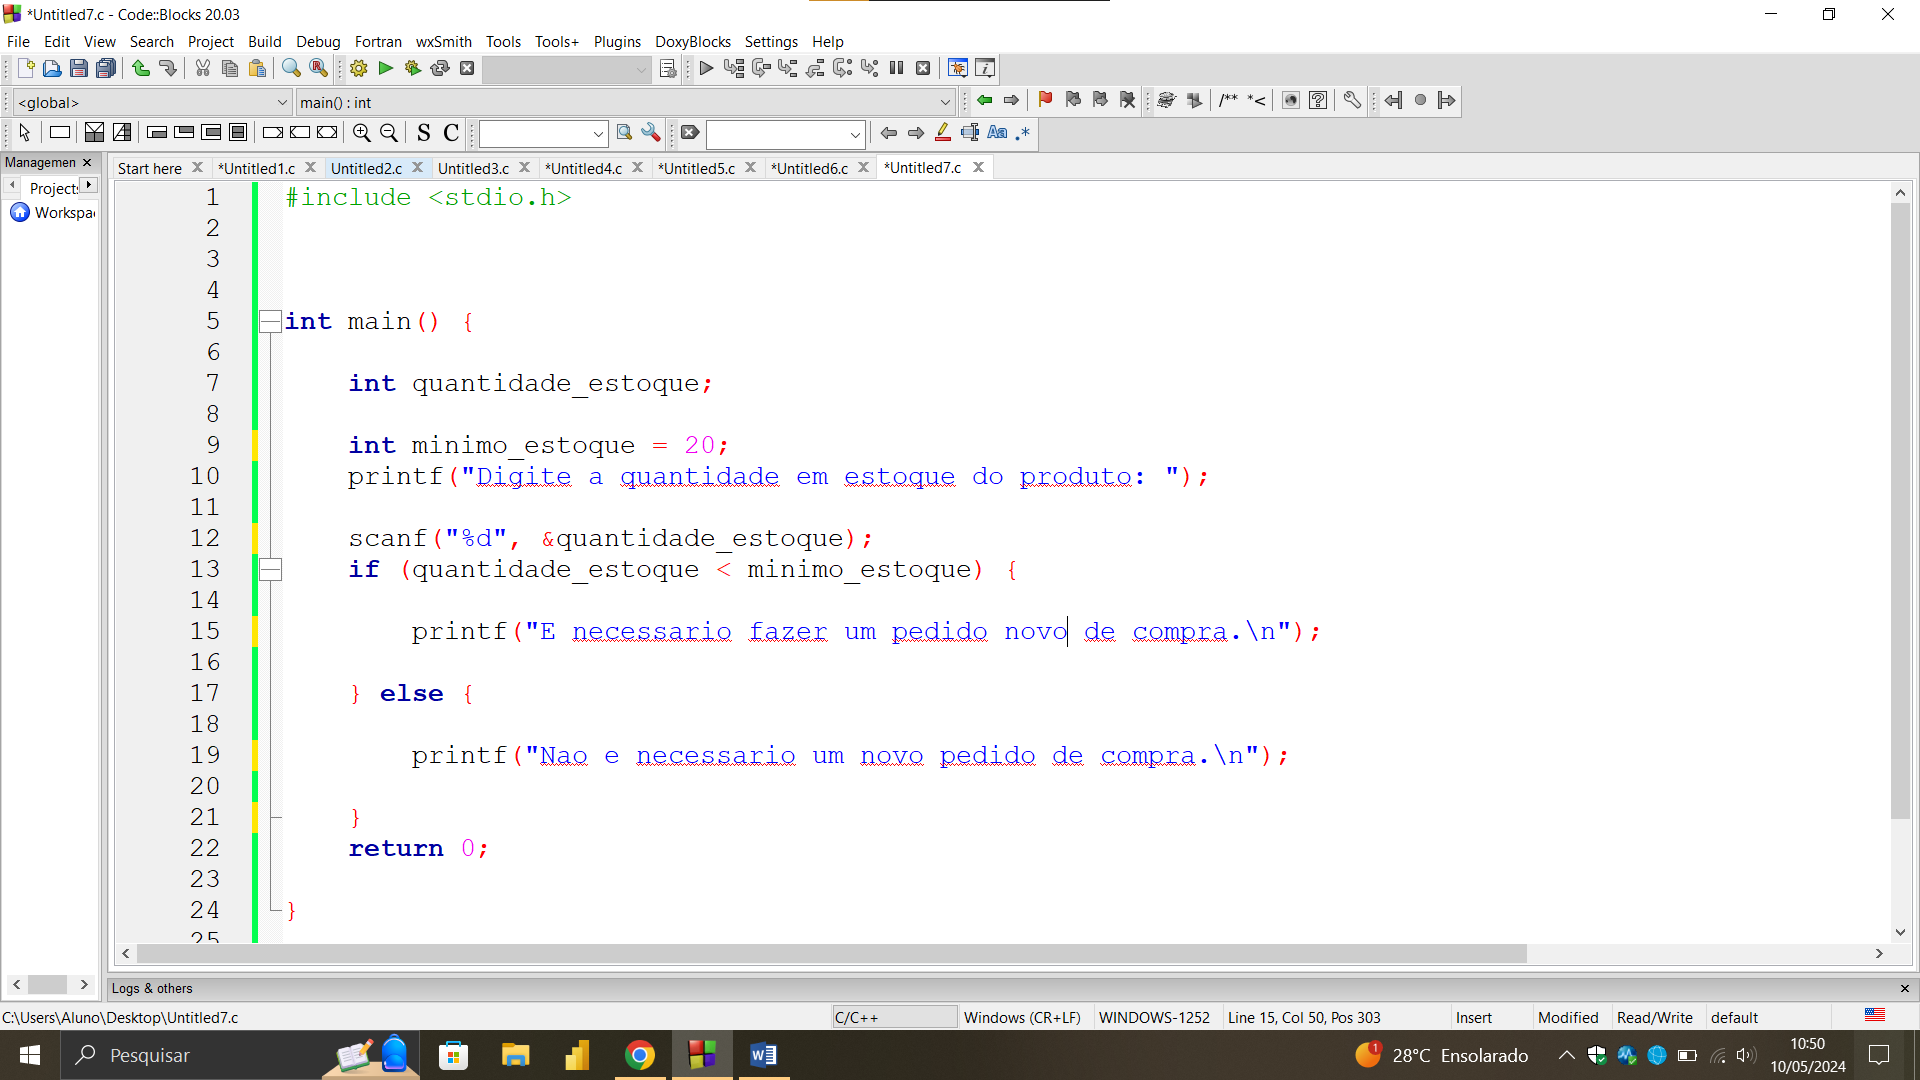 *Untitled7.c - Code::Blocks 20.03
File Edit View Search Project Build Debug Fortran wxSmith Tools Tools+ Plugins DoxyBlocks Settings Help
<global> main() : int
/** *<
S C Aa .*
Managemen
Start here *Untitled1.c Untitled2.c Untitled3.c *Untitled4.c *Untitled5.c *Untitled6.c *Untitled7.c
Projects
Workspa
1 #include <stdio.h>
2
3
4
5 int main() {
6
7 int quantidade_estoque;
8
9 int minimo_estoque = 20;
10 printf("Digite a quantidade em estoque do produto: ");
11
12 scanf("%d", &quantidade_estoque);
13 if (quantidade_estoque < minimo_estoque) {
14
15 printf("E necessario fazer um pedido novo de compra.\n");
16
17 } else {
18
19 printf("Nao e necessario um novo pedido de compra.\n");
20
21 }
22 return 0;
23
24 }
25
Logs & others
C:\Users\Aluno\Desktop\Untitled7.c C/C++ Windows (CR+LF) WINDOWS-1252 Line 15, Col 50, Pos 303 Insert Modified Read/Write default
Pesquisar 1 28°C Ensolarado 10:50
10/05/2024